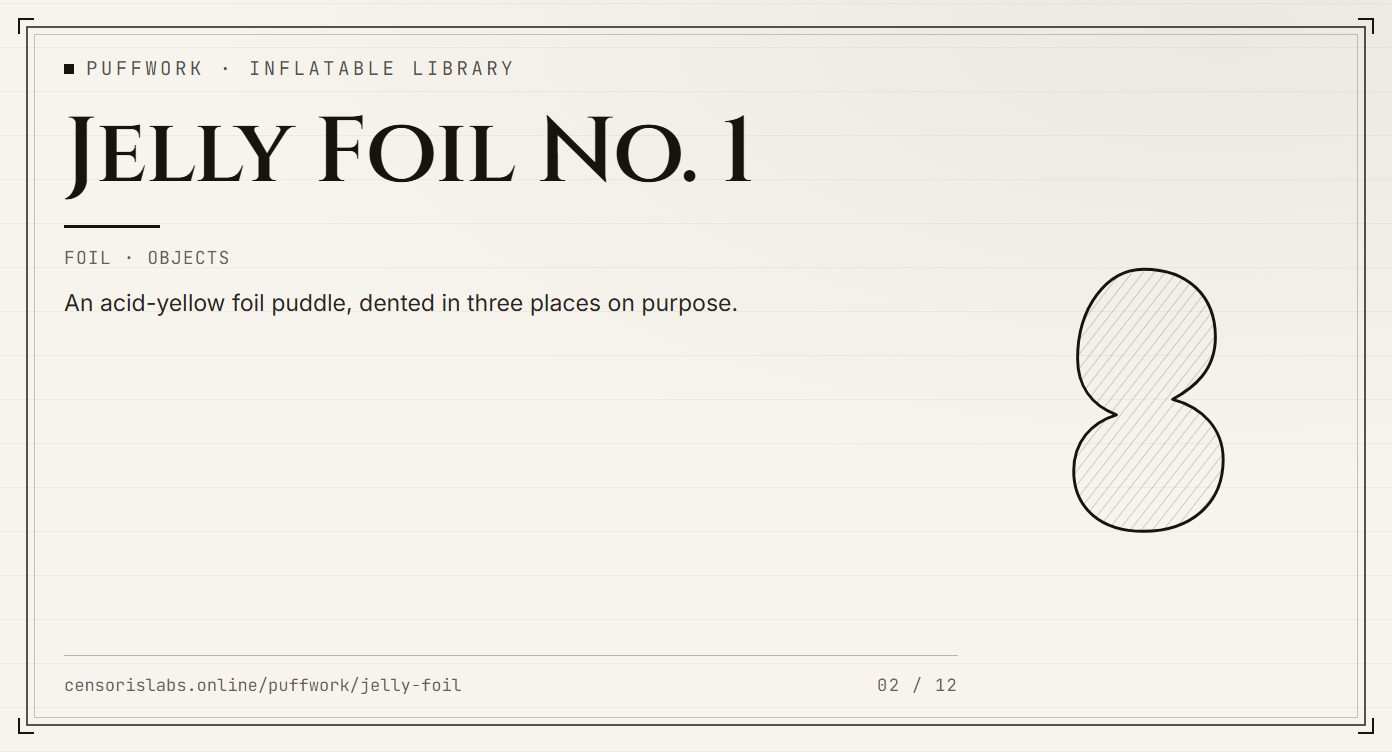 PUFFWORK · INFLATABLE LIBRARY
Jelly Foil No. 1
FOIL · OBJECTS
An acid-yellow foil puddle, dented in three places on purpose.
censorislabs.online/puffwork/jelly-foil
02 / 12